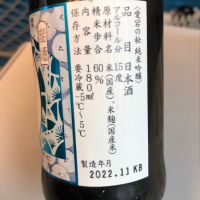 〈愛宕の松 純米吟醸〉
品目 日本酒
アルコール分 15度
原材料名 米(国産)、米麹(国産米)
精米歩合 60%
内容量 180ml
保存方法 要冷蔵-5℃~5℃
製造年月
2022.11 KB